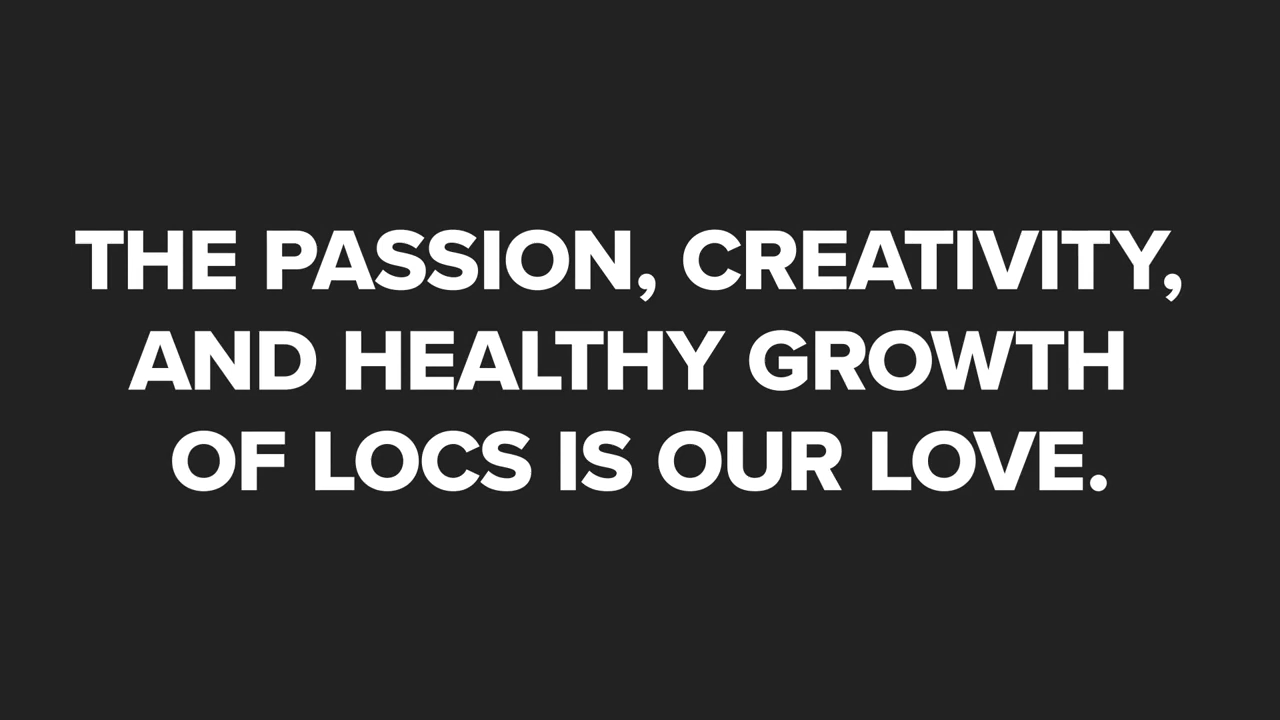 THE PASSION, CREATIVITY,
AND HEALTHY GROWTH
OF LOCS IS OUR LOVE.